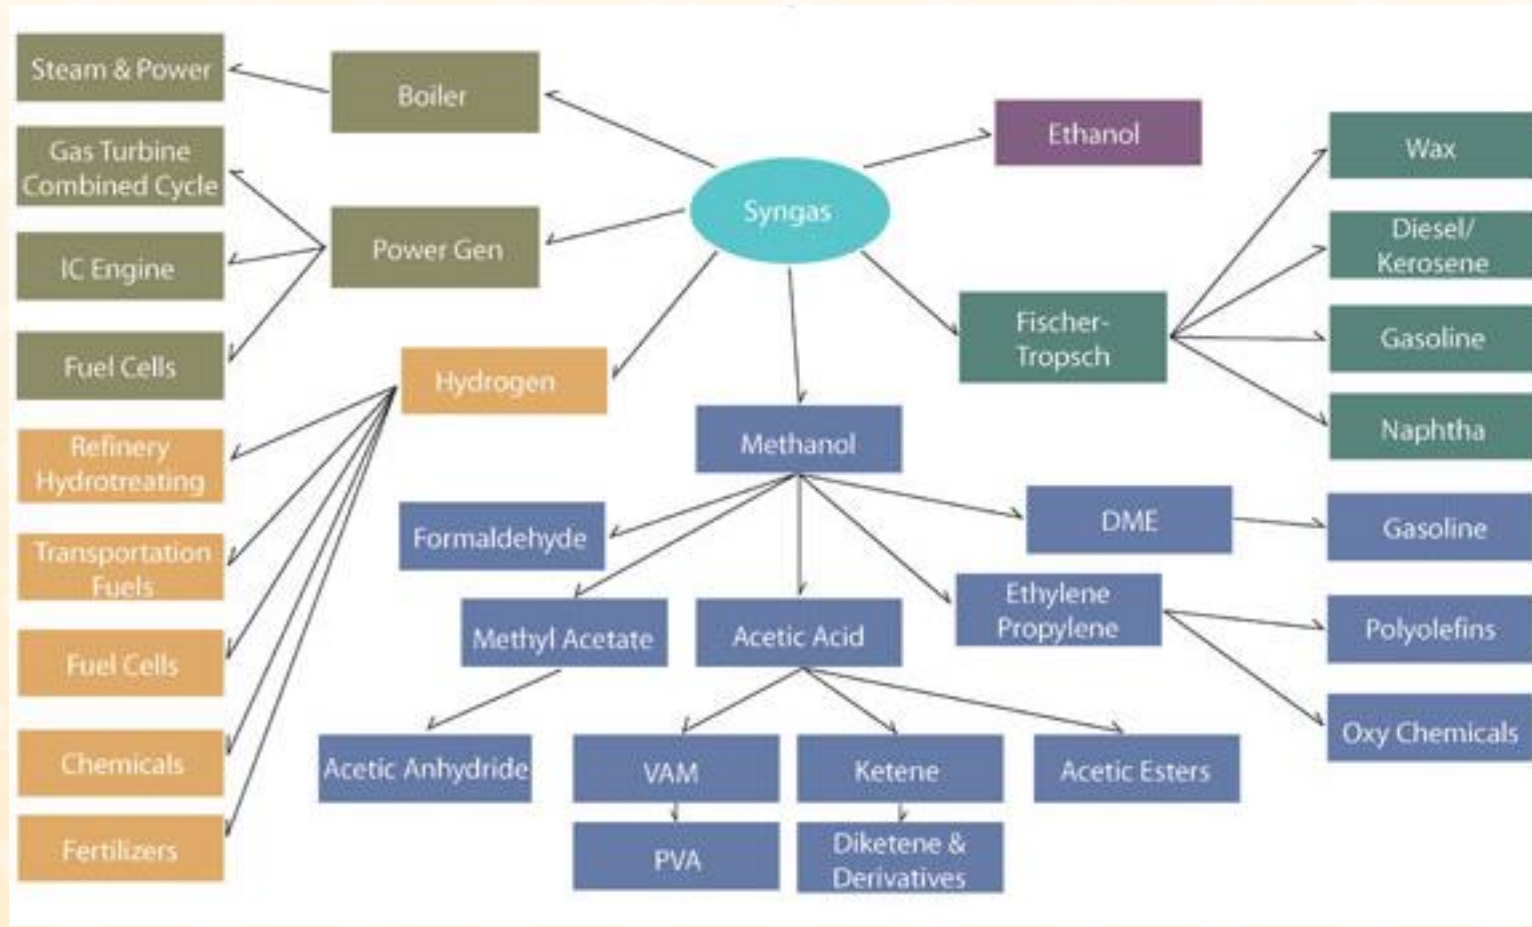 Steam & Power
Boiler
Ethanol
Wax
Gas Turbine
Combined Cycle
Syngas
Power Gen
Diesel/
Kerosene
IC Engine
Fischer-
Tropsch
Gasoline
Fuel Cells
Hydrogen
Naphtha
Methanol
Refinery
Hydrotreating
DME
Gasoline
Formaldehyde
Transportation
Fuels
Ethylene
Propylene
Methyl Acetate
Acetic Acid
Polyolefins
Fuel Cells
Oxy Chemicals
Chemicals
Acetic Anhydride
VAM
Ketene
Acetic Esters
Fertilizers
PVA
Diketene &
Derivatives